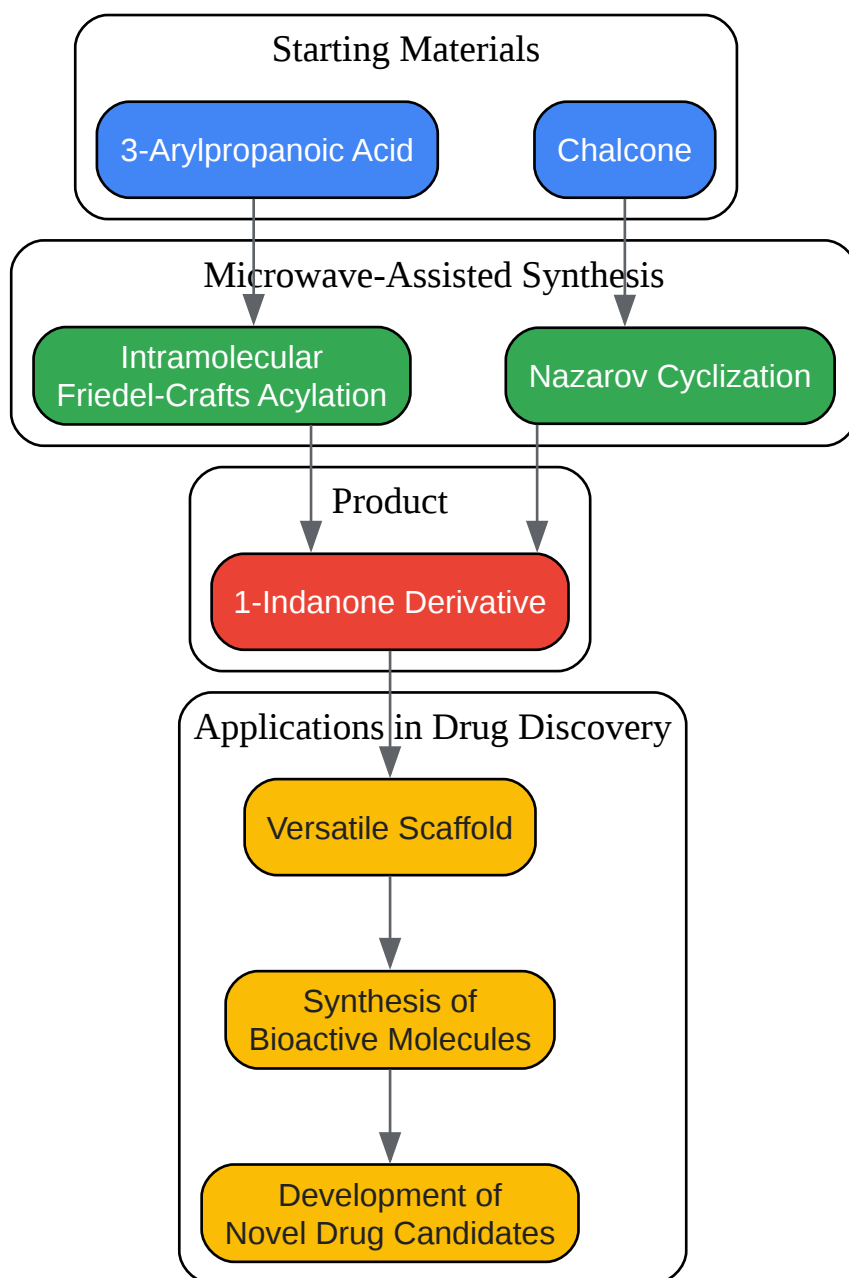 Starting Materials
3-Arylpropanoic Acid
Chalcone
Microwave-Assisted Synthesis
Intramolecular
Friedel-Crafts Acylation
Nazarov Cyclization
Product
1-Indanone Derivative
Applications in Drug Discovery
Versatile Scaffold
Synthesis of
Bioactive Molecules
Development of
Novel Drug Candidates